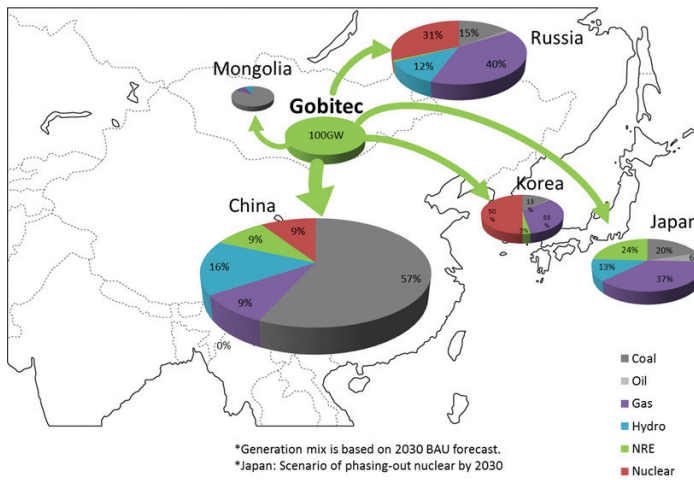 Russia
31%
15%
12%
40%
Mongolia
Gobitec
100GW
China
9%
9%
16%
57%
9%
0%
Korea
50
%
13
%
33
%
3%
Japan
24%
20%
6
13%
37%
Coal
Oil
Gas
Hydro
NRE
Nuclear
*Generation mix is based on 2030 BAU forecast.
*Japan: Scenario of phasing-out nuclear by 2030